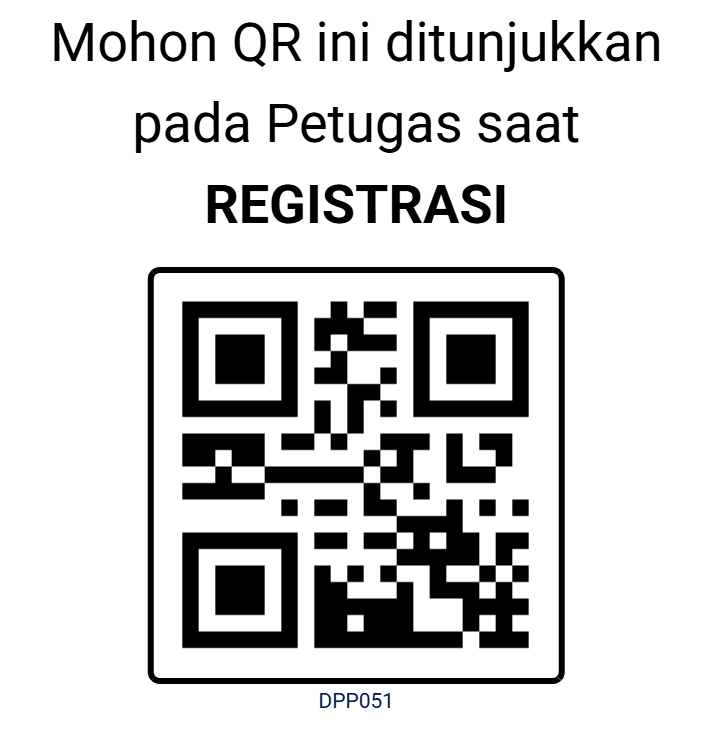 Mohon QR ini ditunjukkan
pada Petugas saat
REGISTRASI
DPP051